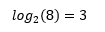 log₂(8) = 3